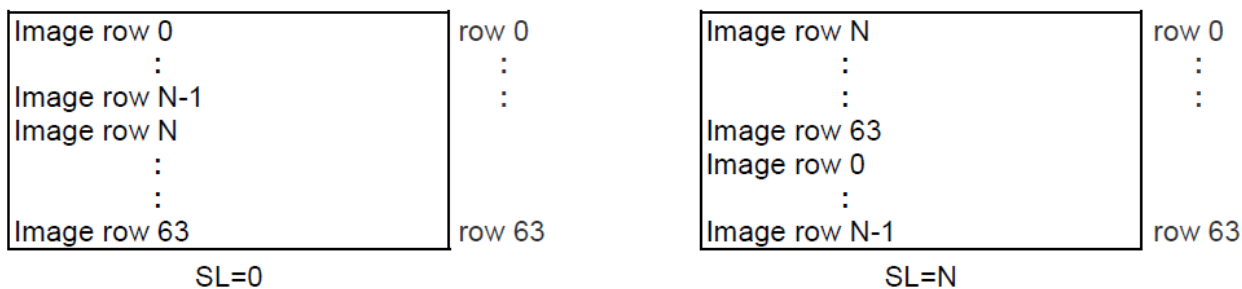 Image row 0 row 0
: :
Image row N-1 :
Image row N
:
:
Image row 63 row 63
SL=0
Image row N row 0
: :
: :
Image row 63
Image row 0
:
Image row N-1 row 63
SL=N